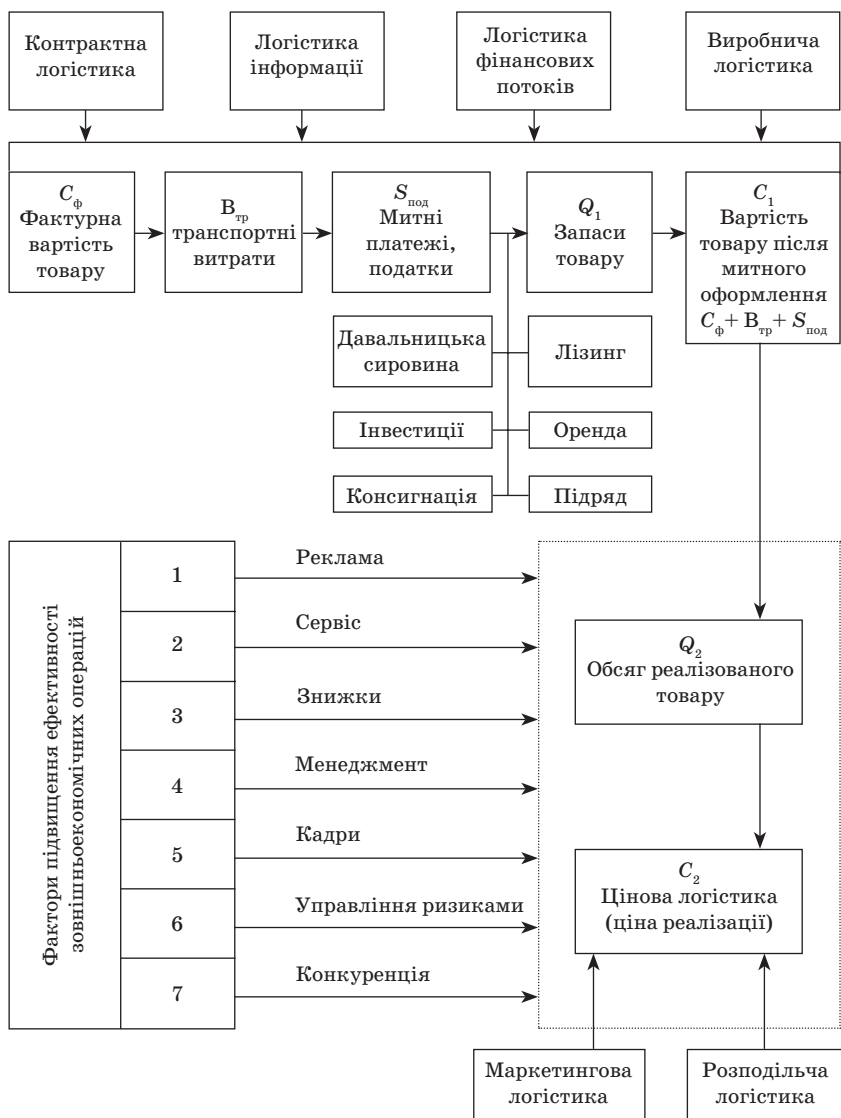 Контрактна
логістика
Логістика
інформації
Логістика
фінансових
потоків
Виробнича
логістика
Cф
Фактурна
вартість
товару
Втр
транспортні
витрати
Sпод
Митні
платежі,
податки
Q1
Запаси
товару
C1
Вартість
товару після
митного
оформлення
Cф + Втр + Sпод
Давальницька
сировина
Лізинг
Інвестиції
Оренда
Консигнація
Підряд
Фактори підвищення ефективності
зовнішньоекономічних операцій
1
Реклама
2
Сервіс
3
Знижки
4
Менеджмент
5
Кадри
6
Управління ризиками
7
Конкуренція
Q2
Обсяг реалізованого
товару
C2
Цінова логістика
(ціна реалізації)
Маркетингова
логістика
Розподільча
логістика